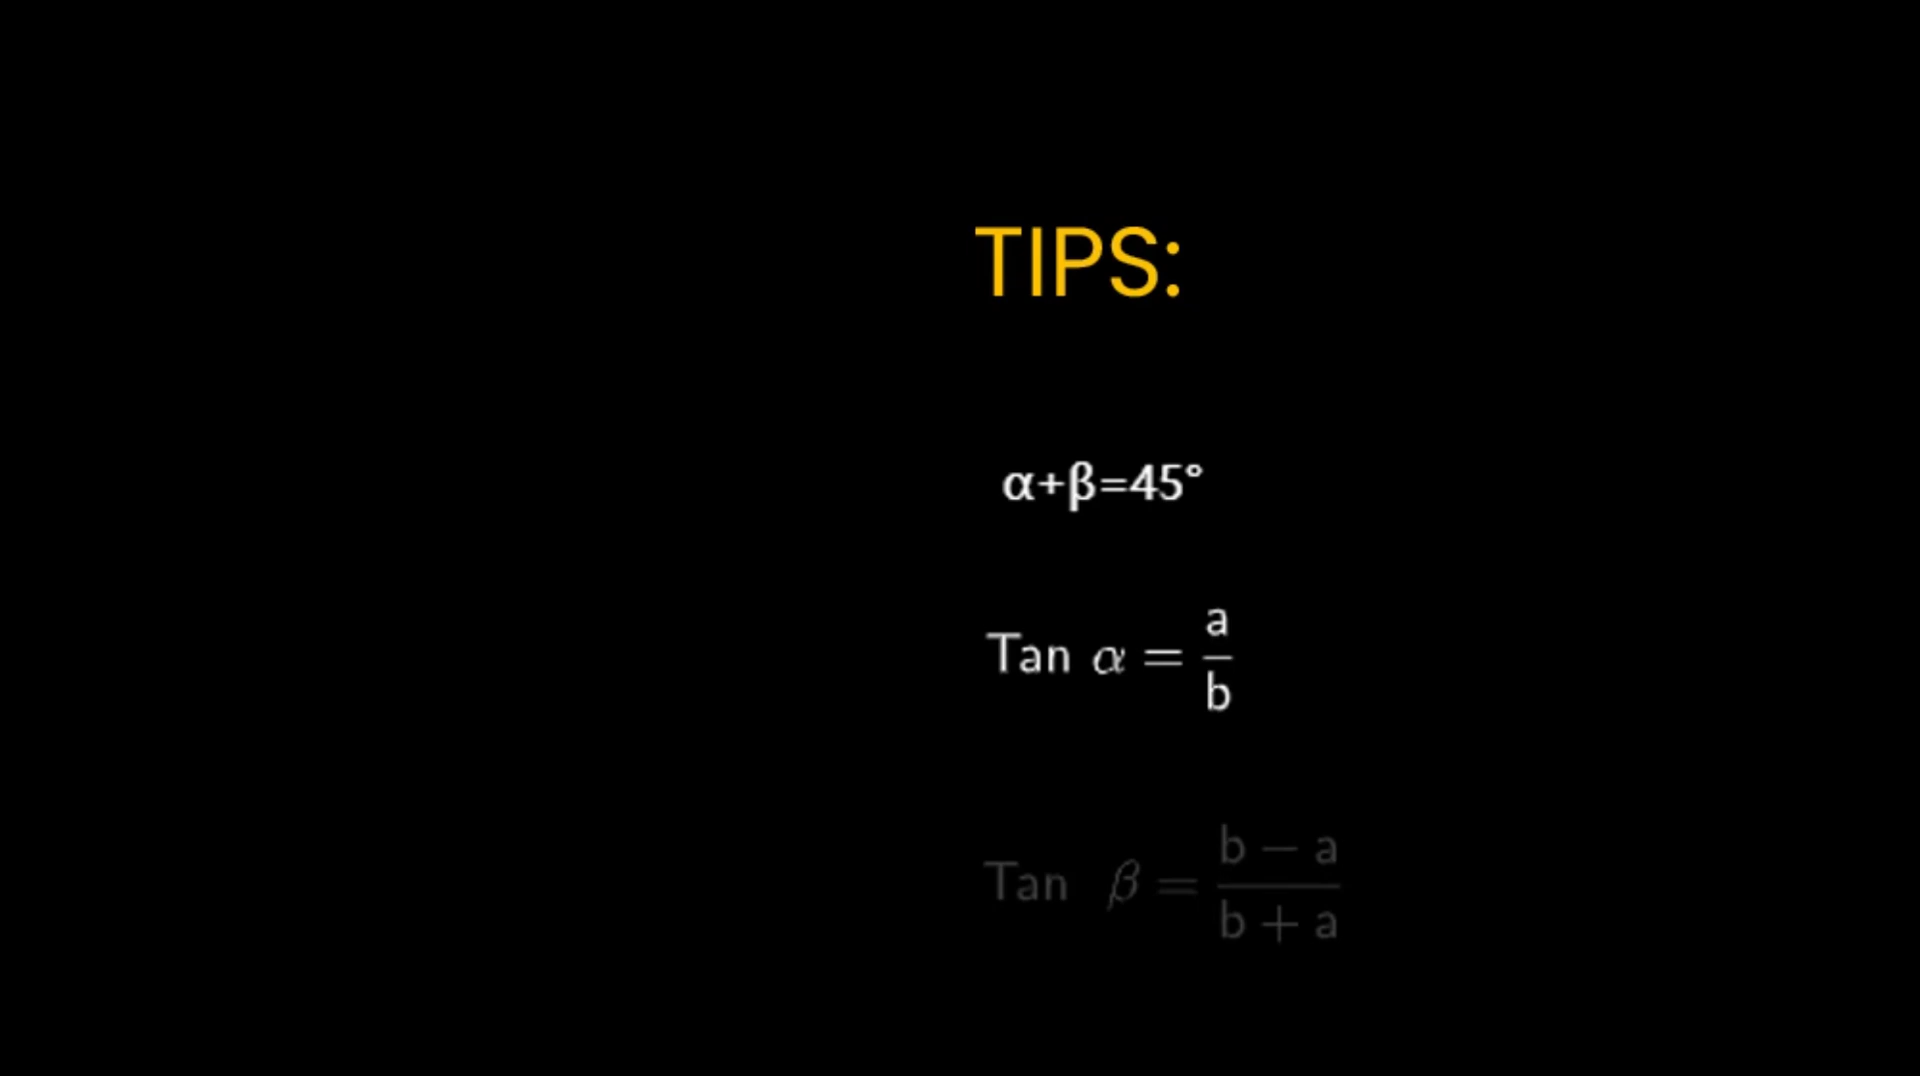 TIPS:
α+β=45°
Tan α = a/b
Tan β = (b − a)/(b + a)